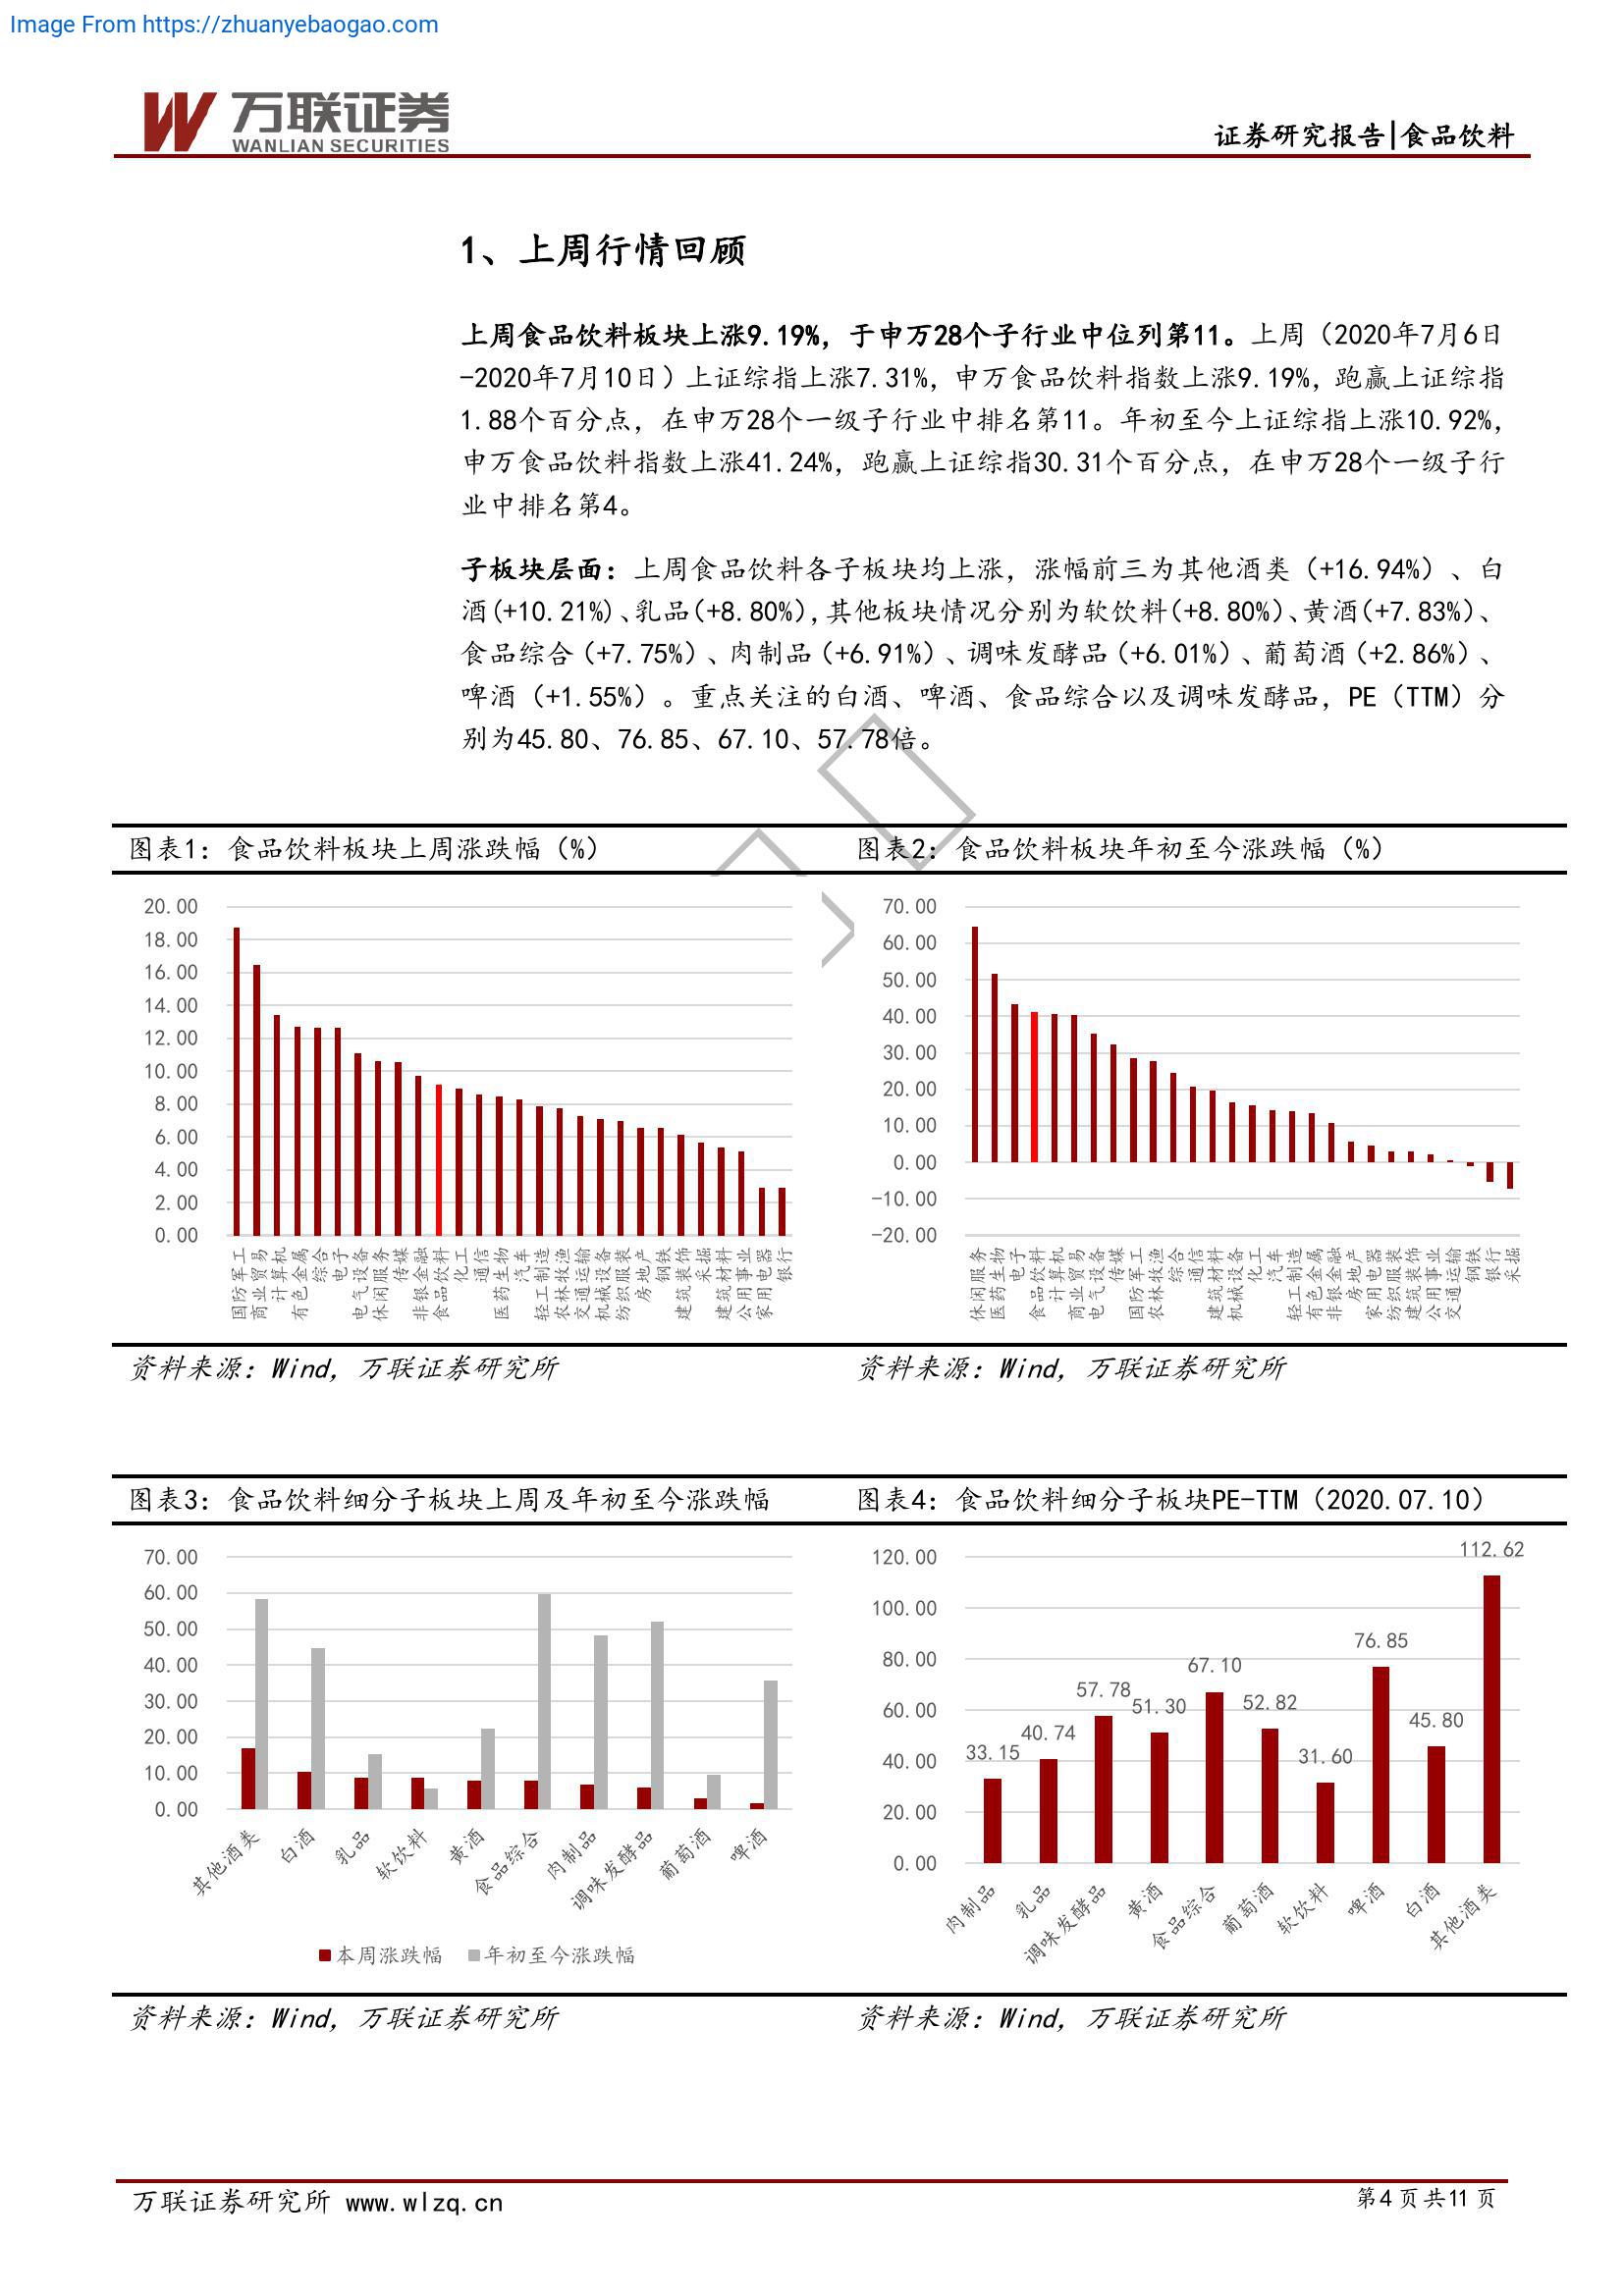 Image From https://zhuanyebaogao.com
万联证券
WANLIAN SECURITIES
证券研究报告|食品饮料
1、上周行情回顾
上周食品饮料板块上涨9.19%，于申万28个子行业中位列第11。上周（2020年7月6日
-2020年7月10日）上证综指上涨7.31%，申万食品饮料指数上涨9.19%，跑赢上证综指
1.88个百分点，在申万28个一级子行业中排名第11。年初至今上证综指上涨10.92%，
申万食品饮料指数上涨41.24%，跑赢上证综指30.31个百分点，在申万28个一级子行
业中排名第4。
子板块层面：上周食品饮料各子板块均上涨，涨幅前三为其他酒类（+16.94%）、白
酒(+10.21%)、乳品(+8.80%),其他板块情况分别为软饮料(+8.80%)、黄酒(+7.83%)、
食品综合（+7.75%）、肉制品（+6.91%）、调味发酵品（+6.01%）、葡萄酒（+2.86%）、
啤酒（+1.55%）。重点关注的白酒、啤酒、食品综合以及调味发酵品，PE（TTM）分
别为45.80、76.85、67.10、57.78倍。
图表1：食品饮料板块上周涨跌幅（%）
20.00
18.00
16.00
14.00
12.00
10.00
8.00
6.00
4.00
2.00
0.00
国防军工
商业贸易
计算机
有色金属
综合
电子
电气设备
休闲服务
传媒
非银金融
食品饮料
化工
通信
医药生物
汽车
轻工制造
农林牧渔
交通运输
机械设备
纺织服装
房地产
钢铁
建筑装饰
采掘
建筑材料
公用事业
家用电器
银行
资料来源：Wind，万联证券研究所
图表2：食品饮料板块年初至今涨跌幅（%）
70.00
60.00
50.00
40.00
30.00
20.00
10.00
0.00
-10.00
-20.00
休闲服务
医药生物
电子
食品饮料
计算机
商业贸易
电气设备
传媒
国防军工
农林牧渔
综合
通信
建筑材料
机械设备
化工
汽车
轻工制造
有色金属
非银金融
房地产
家用电器
纺织服装
建筑装饰
公用事业
交通运输
钢铁
银行
采掘
资料来源：Wind，万联证券研究所
图表3：食品饮料细分子板块上周及年初至今涨跌幅
70.00
60.00
50.00
40.00
30.00
20.00
10.00
0.00
其他酒类
白酒
乳品
软饮料
黄酒
食品综合
肉制品
调味发酵品
葡萄酒
啤酒
本周涨跌幅
年初至今涨跌幅
资料来源：Wind，万联证券研究所
图表4：食品饮料细分子板块PE-TTM（2020.07.10）
120.00
100.00
80.00
60.00
40.00
20.00
0.00
33.15
40.74
57.78
51.30
67.10
52.82
31.60
76.85
45.80
112.62
肉制品
乳品
调味发酵品
黄酒
食品综合
葡萄酒
软饮料
啤酒
白酒
其他酒类
资料来源：Wind，万联证券研究所
万联证券研究所 www.wlzq.cn
第4页共11页